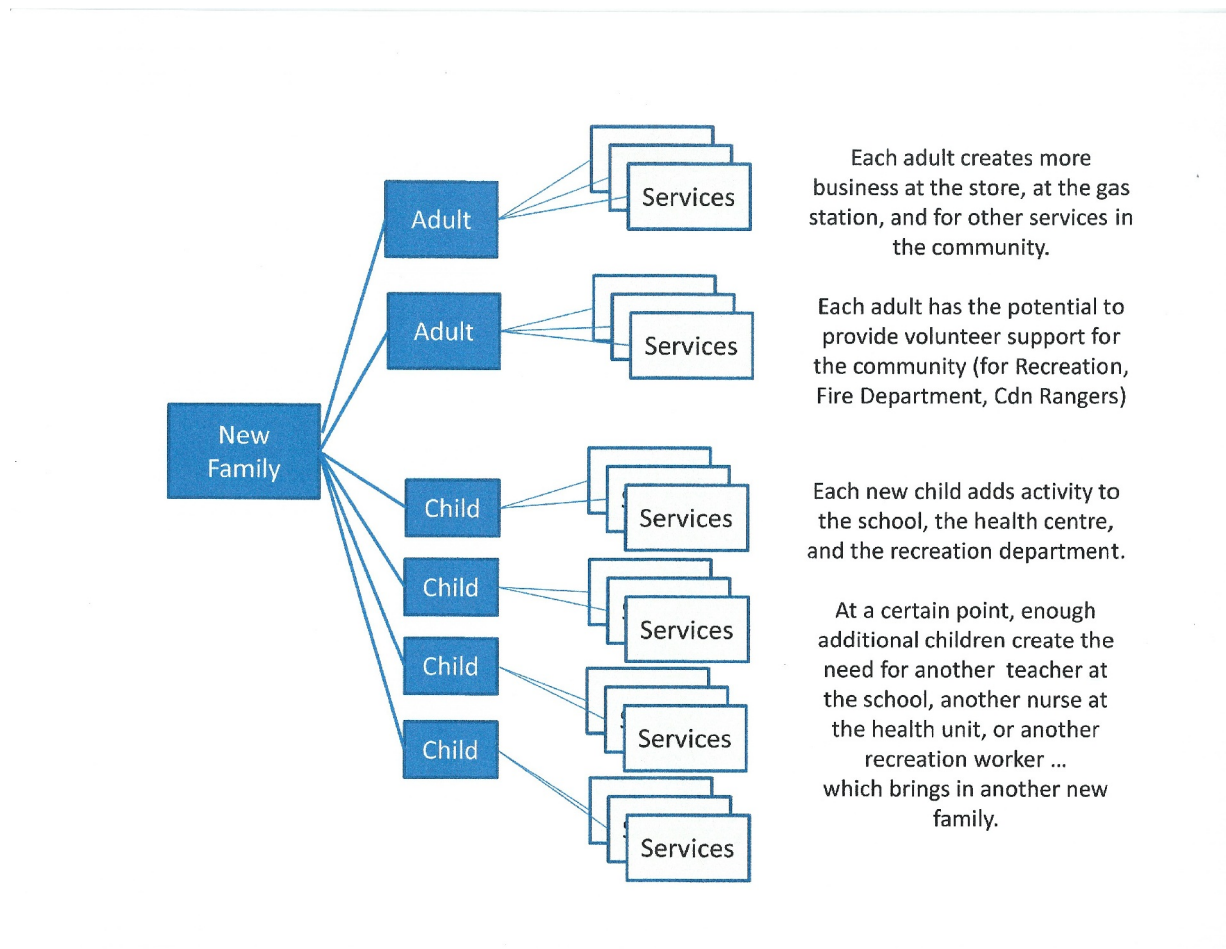 Adult
Services
Each adult creates more
business at the store, at the gas
station, and for other services in
the community.
Adult
Services
Each adult has the potential to
provide volunteer support for
the community (for Recreation,
Fire Department, Cdn Rangers)
New
Family
Child
Services
Each new child adds activity to
the school, the health centre,
and the recreation department.
Child
Services
Child
Services
Child
Services
At a certain point, enough
additional children create the
need for another teacher at
the school, another nurse at
the health unit, or another
recreation worker ...
which brings in another new
family.